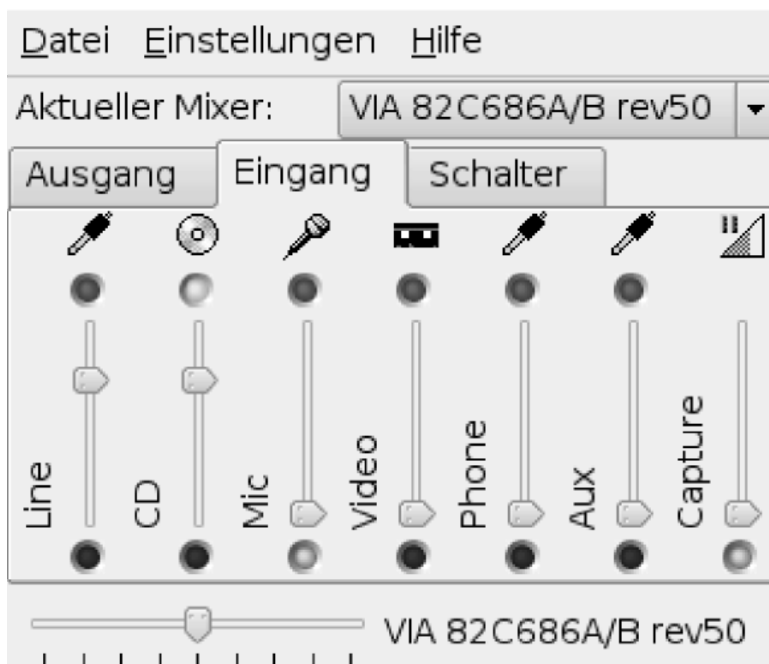 Datei Einstellungen Hilfe
Aktueller Mixer: VIA 82C686A/B rev50
Ausgang Eingang Schalter
Line
CD
Mic
Video
Phone
Aux
Capture
VIA 82C686A/B rev50